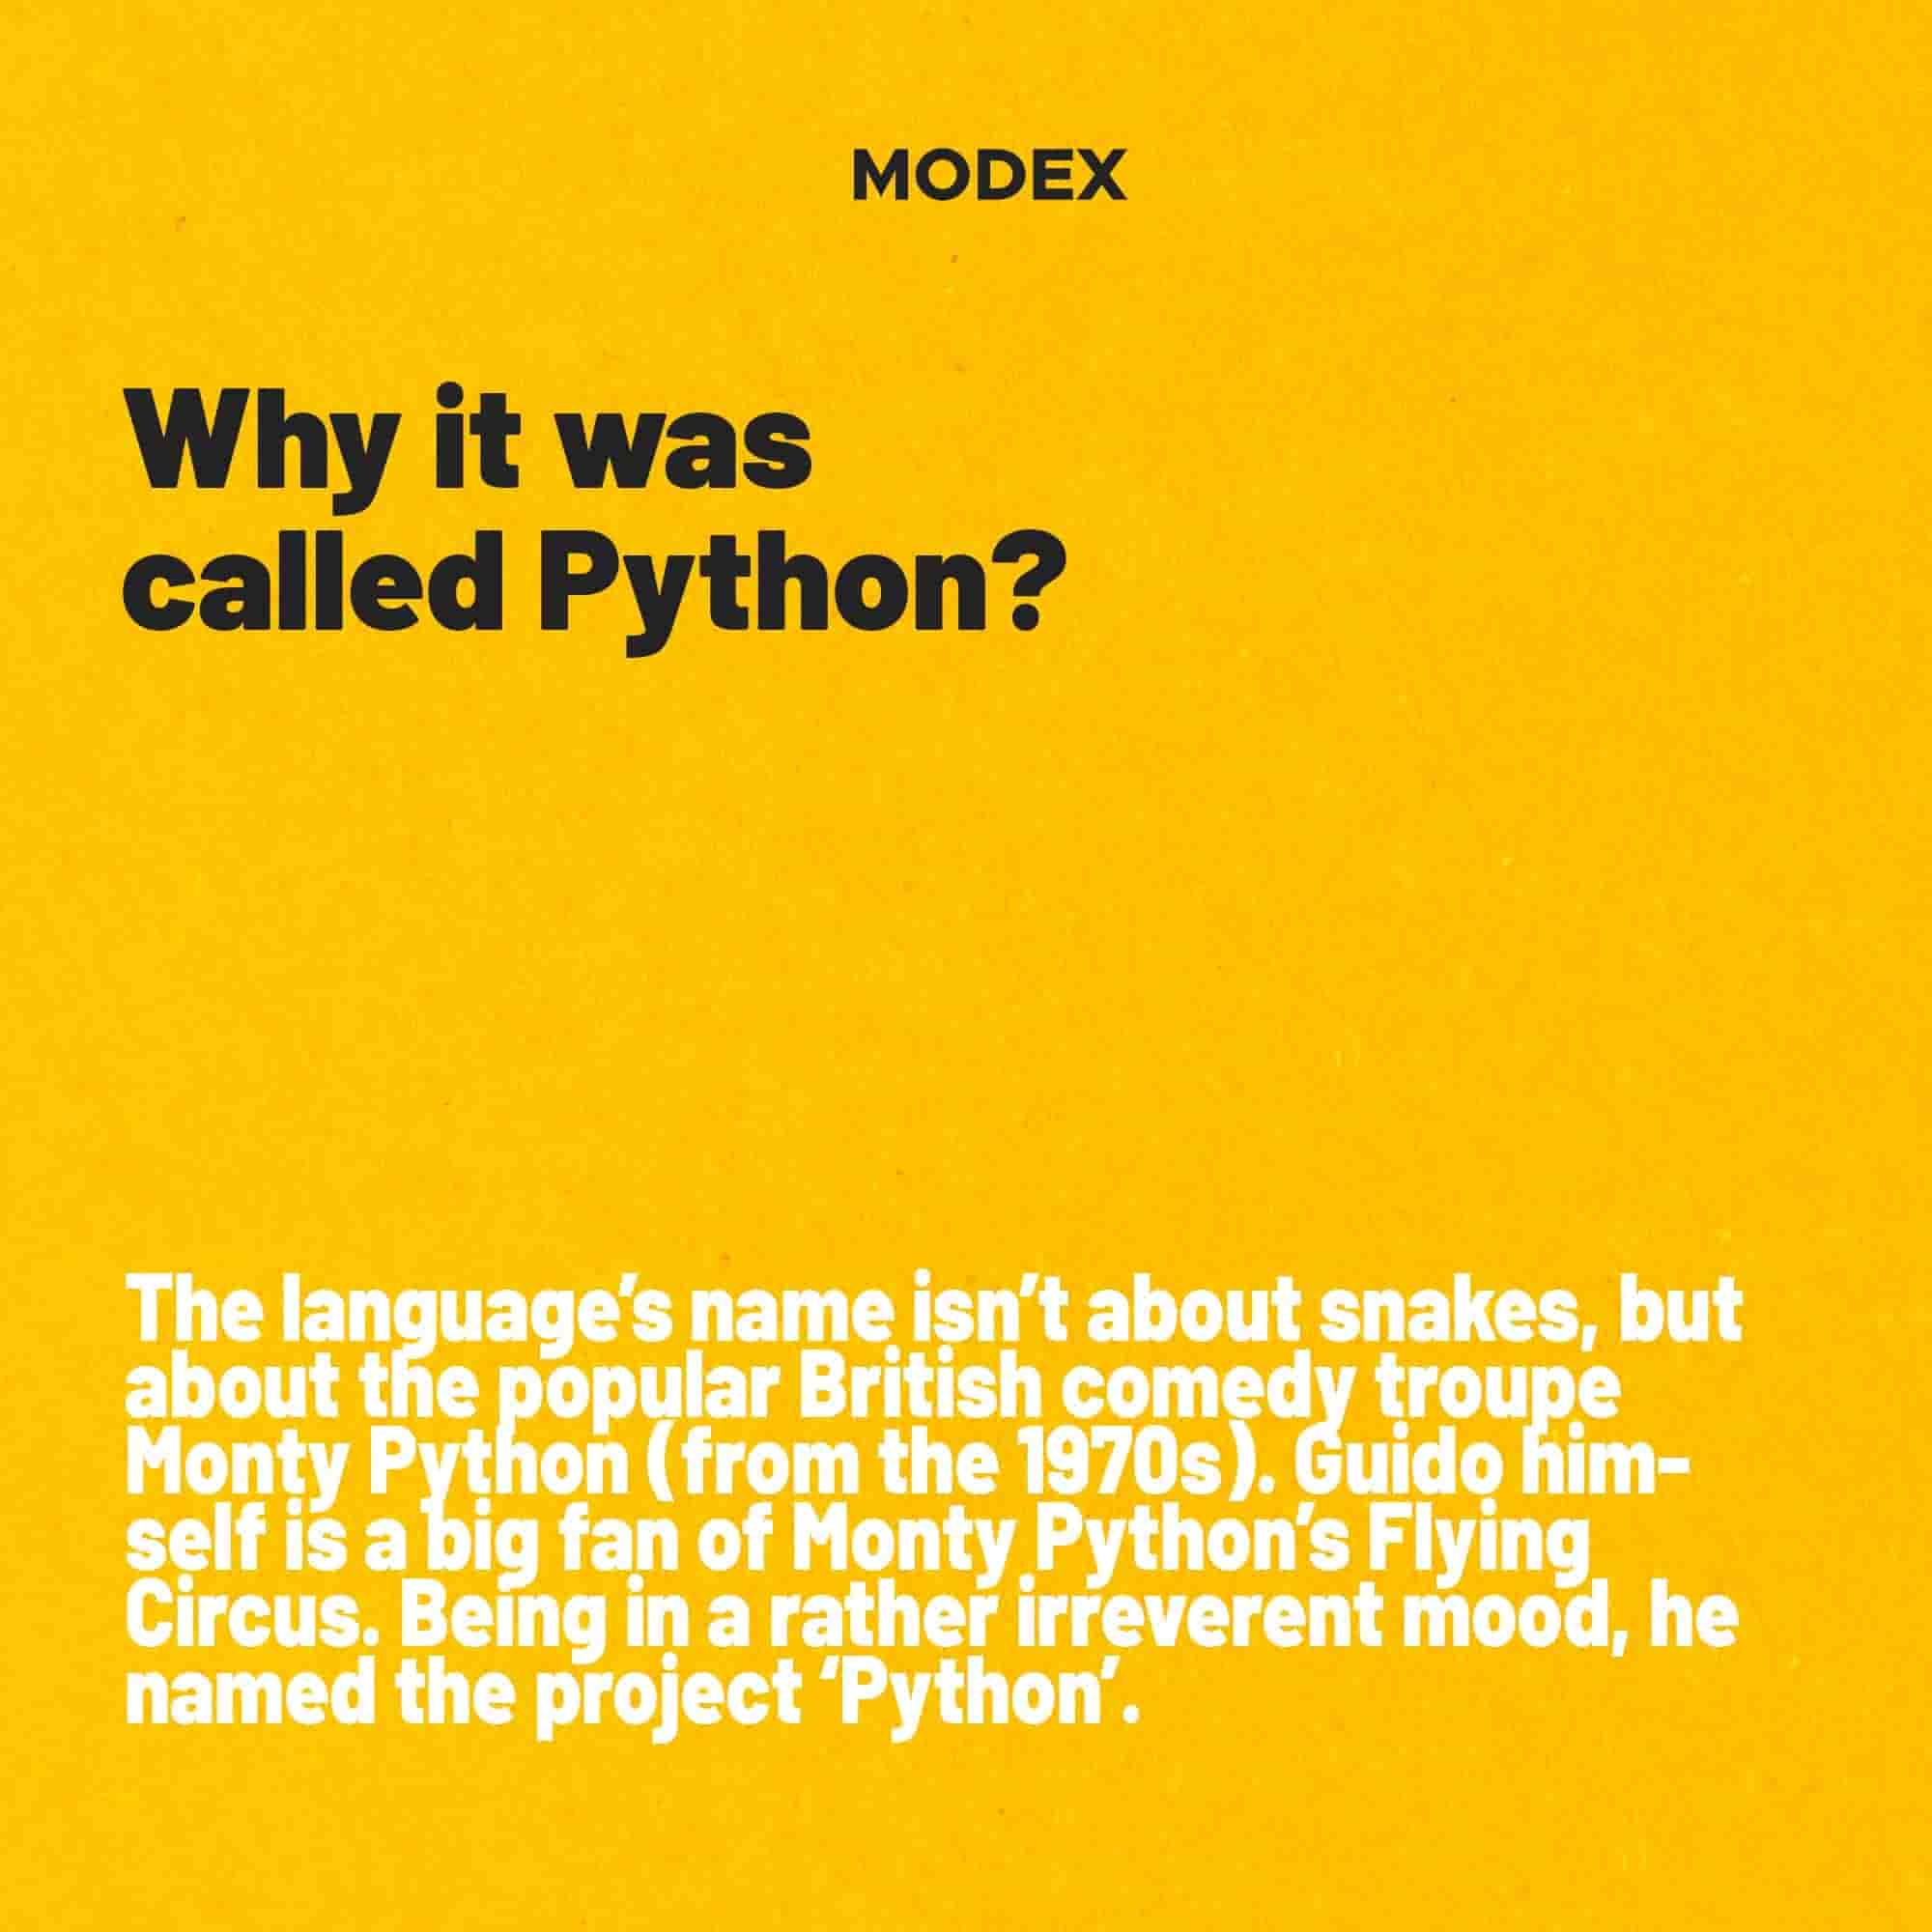 MODEX
Why it was
called Python?
The language’s name isn’t about snakes, but
about the popular British comedy troupe
Monty Python (from the 1970s). Guido him-
self is a big fan of Monty Python’s Flying
Circus. Being in a rather irreverent mood, he
named the project ‘Python’.